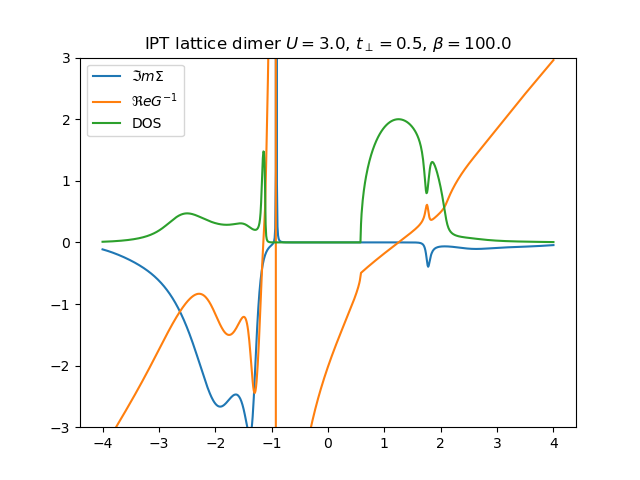 IPT lattice dimer U = 3.0, t⊥ = 0.5, β = 100.0
ℑmΣ
ℜeG⁻¹
DOS
3
2
1
0
−1
−2
−3
−4 −3 −2 −1 0 1 2 3 4